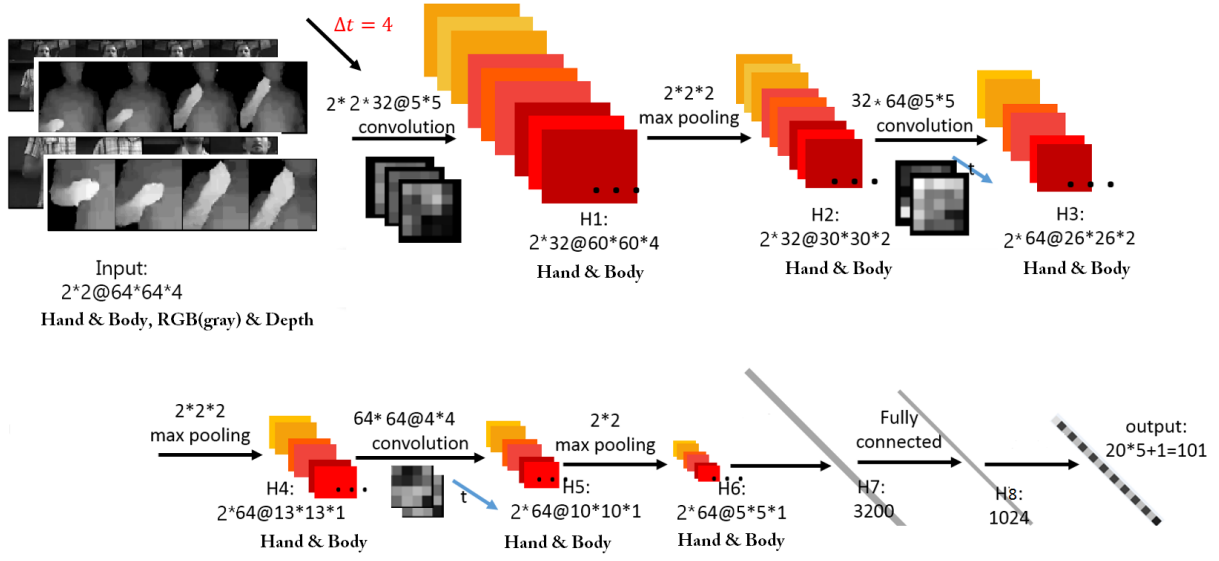 Δt = 4
2*2*32@5*5
convolution
2*2*2
max pooling
32*64@5*5
convolution
t
H1:
2*32@60*60*4
Hand & Body
H2:
2*32@30*30*2
Hand & Body
H3:
2*64@26*26*2
Hand & Body
Input:
2*2@64*64*4
Hand & Body, RGB(gray) & Depth
2*2*2
max pooling
64*64@4*4
convolution
t
2*2
max pooling
Fully
connected
output:
20*5+1=101
H4:
2*64@13*13*1
Hand & Body
H5:
2*64@10*10*1
Hand & Body
H6:
2*64@5*5*1
Hand & Body
H7:
3200
H8:
1024